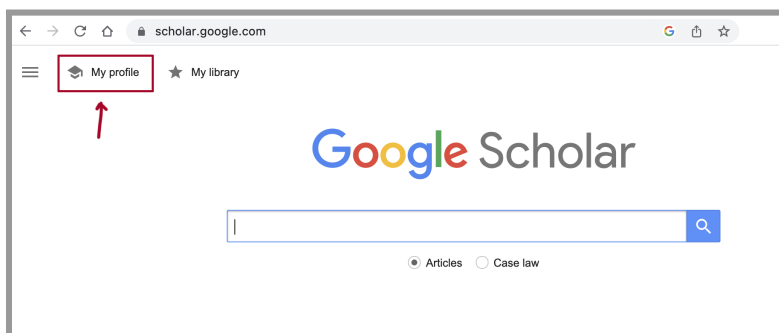 scholar.google.com
My profile
My library
Google Scholar
Articles
Case law